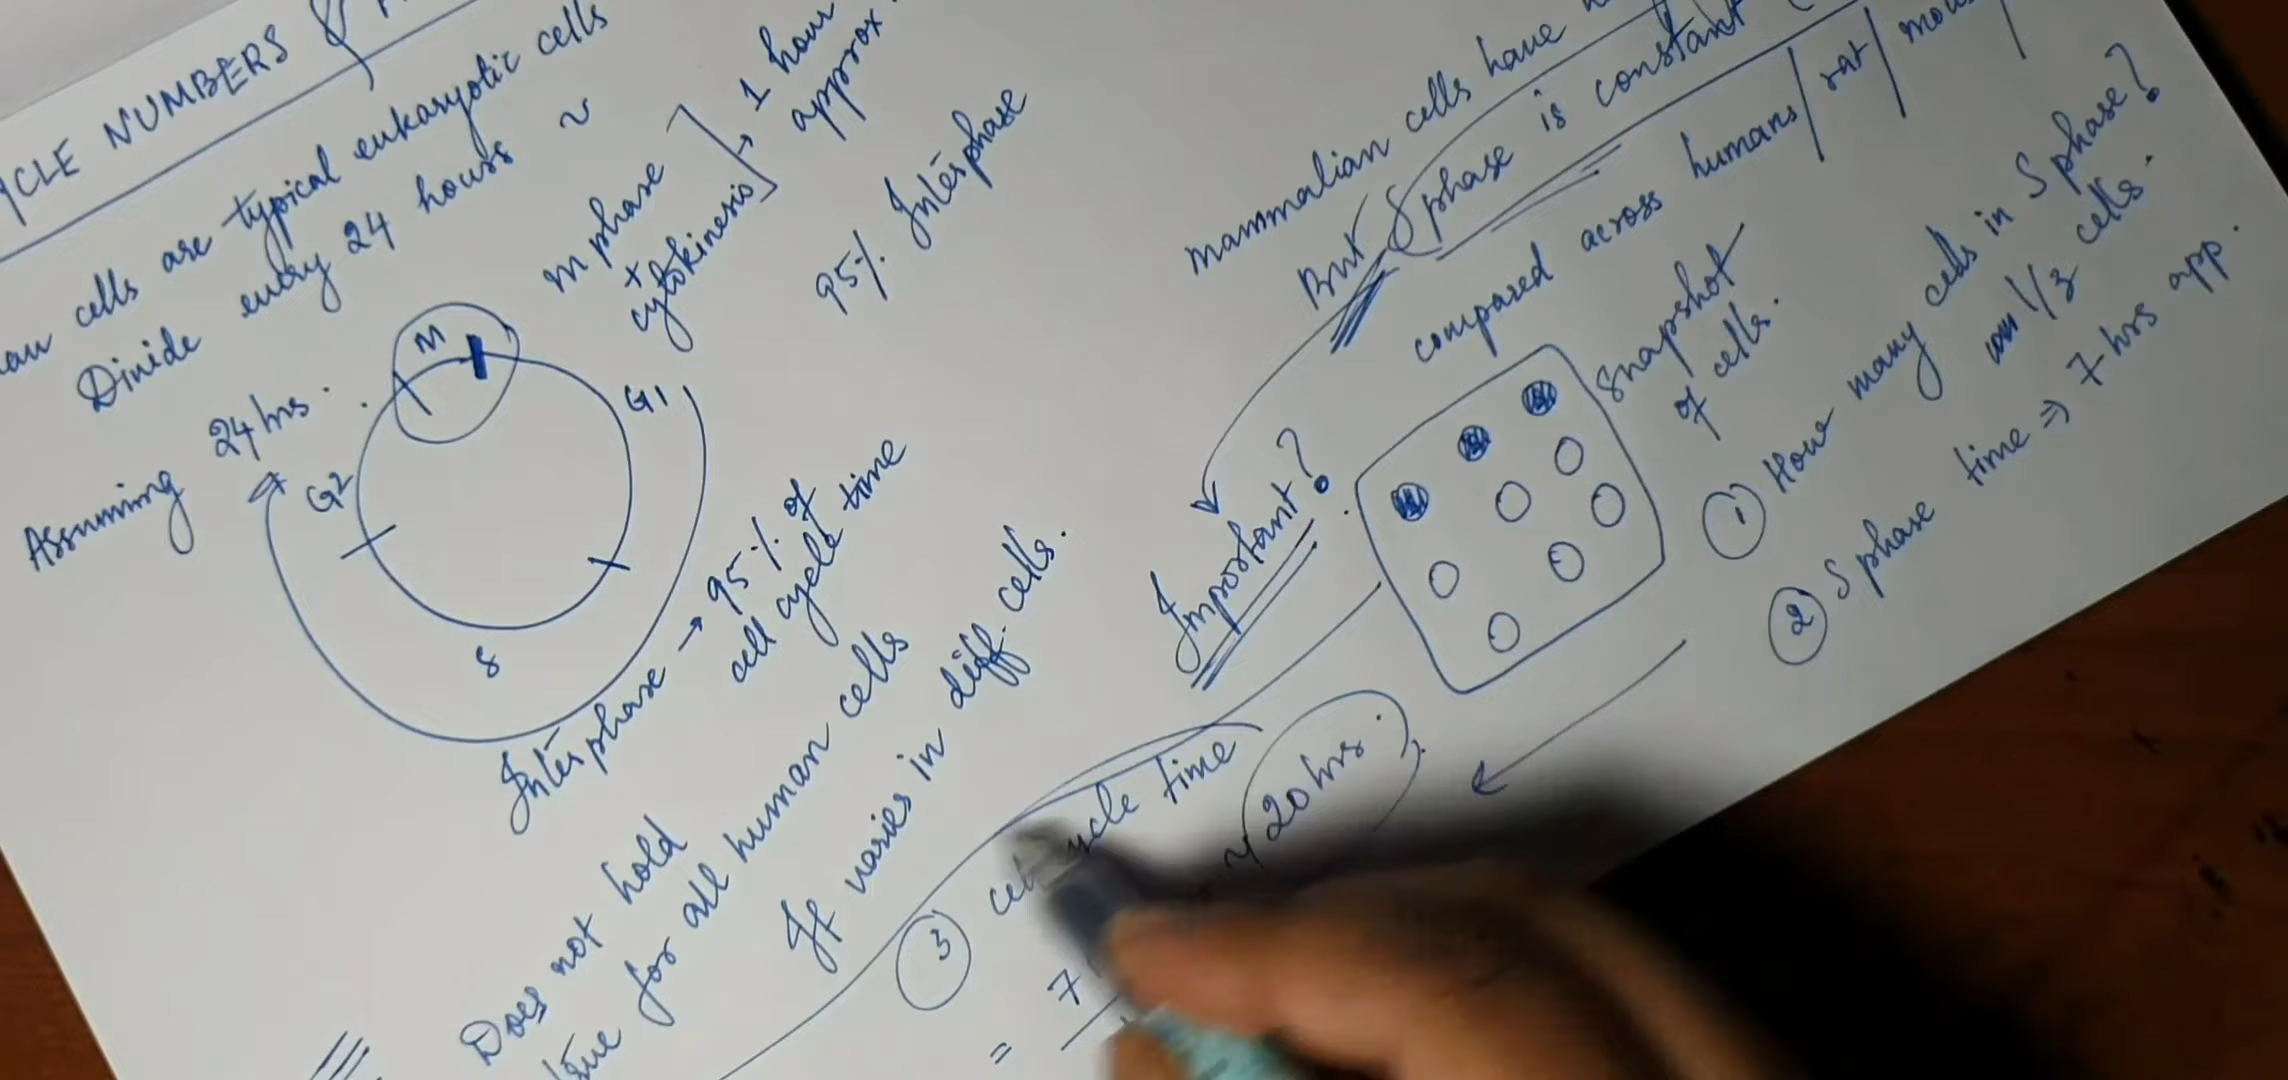 CYCLE NUMBERS &
cells are typical eukaryotic cells
Divide every 24 hours ~
Assuming 24 hrs.
M
G1
G2
S
M phase
+
cytokinesis
→ 1 hour
approx
95% Interphase
Interphase → 95% of
cell cycle time
Does not hold
true for all human cells
It varies in diff. cells.
mammalian cells have
But S phase is constant
compared across humans/rat/
Important?
snapshot
of cells.
① How many cells in S phase?
1/3 cells.
② S phase time ⇒ 7 hrs app.
③ cell cycle time
~ 20 hrs.
= 7